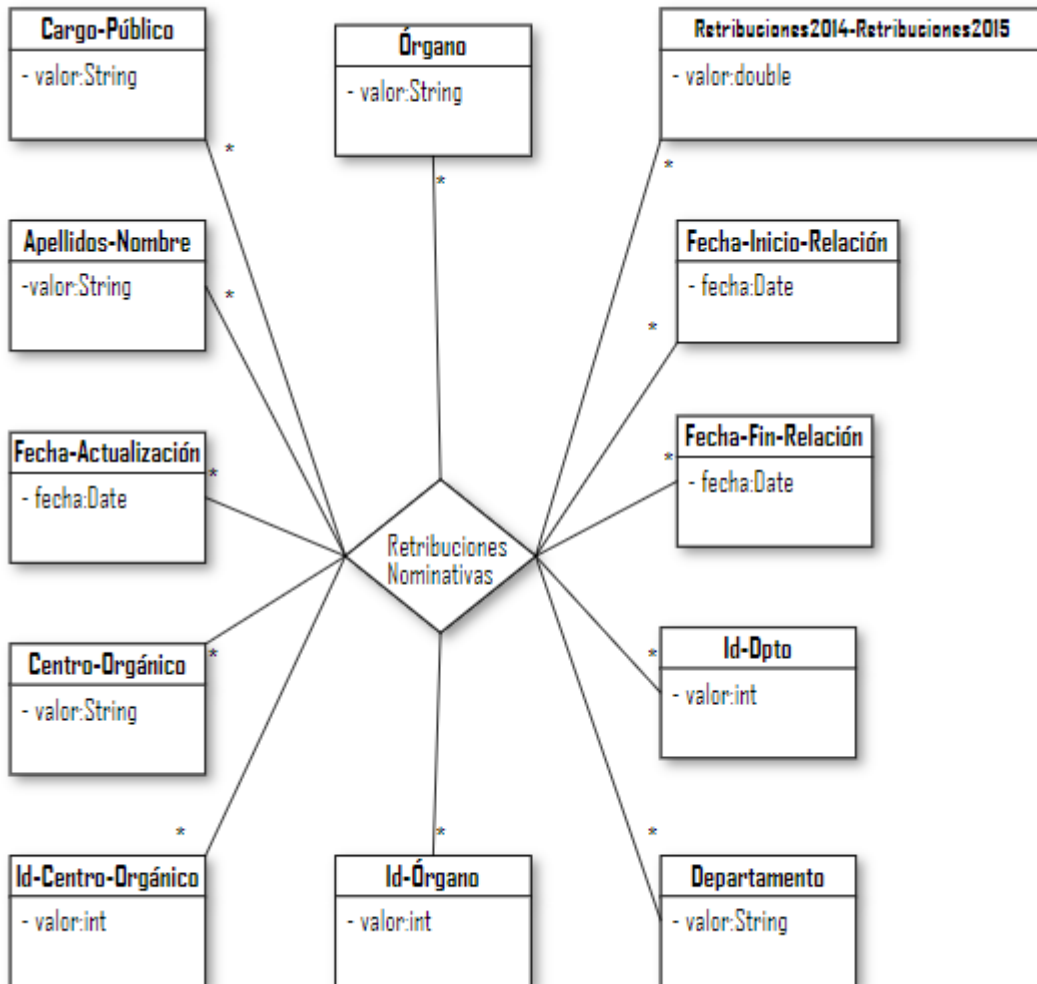 Cargo-Público
- valor:String
Órgano
- valor:String
Retribuciones2014-Retribuciones2015
- valor:double
*
*
*
Apellidos-Nombre
-valor:String
*
Fecha-Inicio-Relación
- fecha:Date
*
Fecha-Actualización
- fecha:Date
*
Fecha-Fin-Relación
- fecha:Date
*
Retribuciones
Nominativas
Centro-Orgánico
- valor:String
*
Id-Dpto
- valor:int
*
Id-Centro-Orgánico
- valor:int
*
Id-Órgano
- valor:int
*
Departamento
- valor:String
*